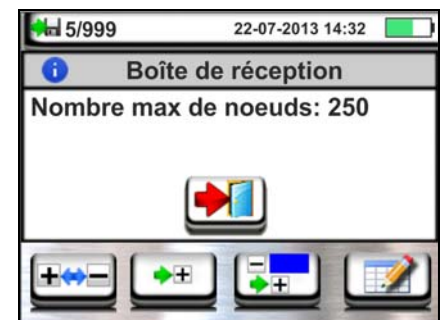 5/999 22-07-2013 14:32
Boîte de réception
Nombre max de noeuds: 250